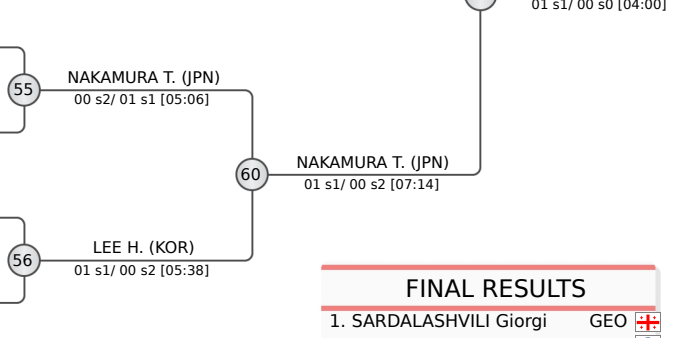 01 s1/ 00 s0 [04:00]
55
NAKAMURA T. (JPN)
00 s2/ 01 s1 [05:06]
60
NAKAMURA T. (JPN)
01 s1/ 00 s2 [07:14]
56
LEE H. (KOR)
01 s1/ 00 s2 [05:38]
FINAL RESULTS
1. SARDALASHVILI Giorgi GEO